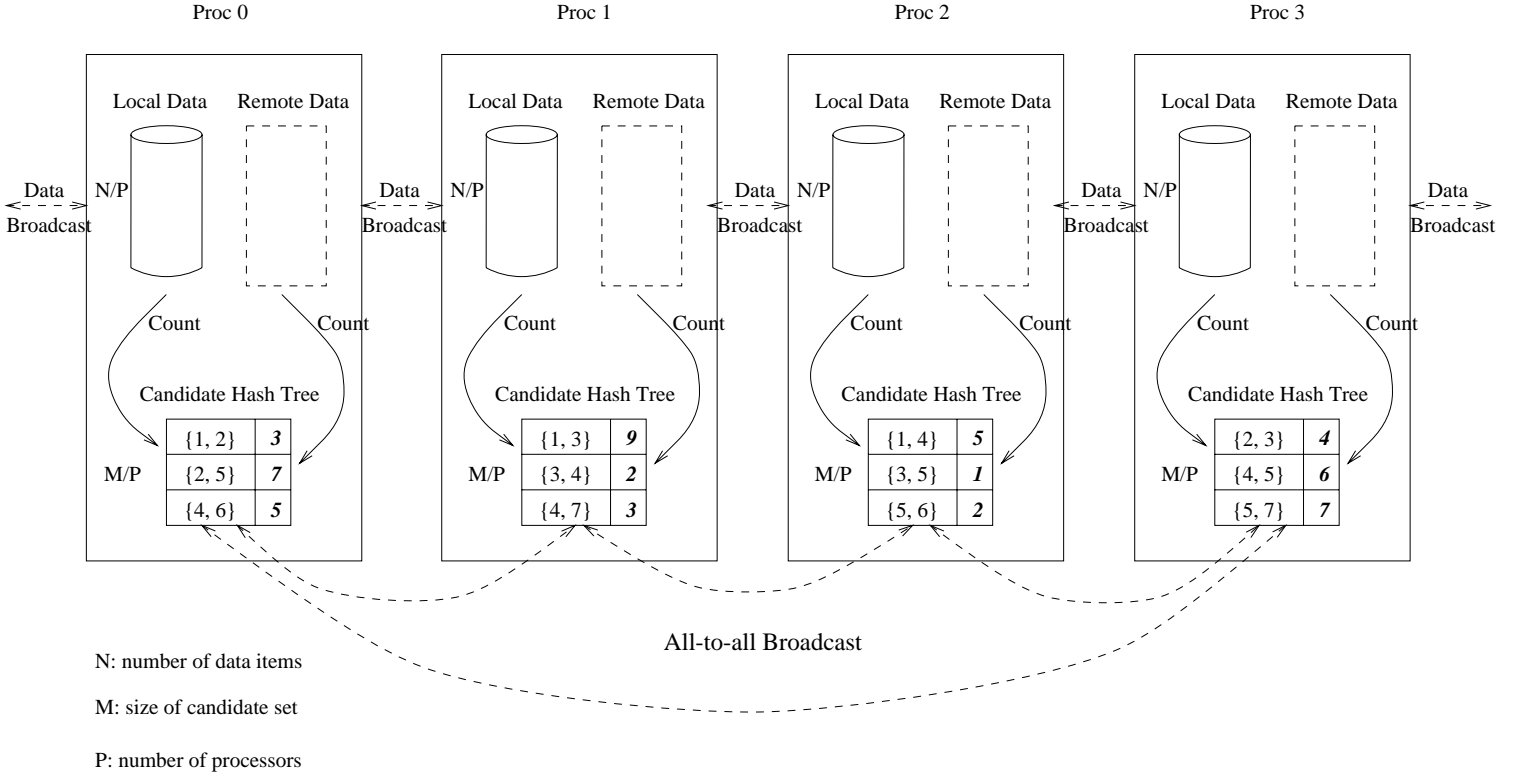 Proc 0 Proc 1 Proc 2 Proc 3
Local Data Remote Data Local Data Remote Data Local Data Remote Data Local Data Remote Data
Data N/P Data N/P Data N/P Data N/P Data
Broadcast Broadcast Broadcast Broadcast Broadcast
Count Count Count Count Count Count Count Count
Candidate Hash Tree Candidate Hash Tree Candidate Hash Tree Candidate Hash Tree
{1, 2} 3 {1, 3} 9 {1, 4} 5 {2, 3} 4
M/P {2, 5} 7 M/P {3, 4} 2 M/P {3, 5} 1 M/P {4, 5} 6
{4, 6} 5 {4, 7} 3 {5, 6} 2 {5, 7} 7
All-to-all Broadcast
N: number of data items
M: size of candidate set
P: number of processors